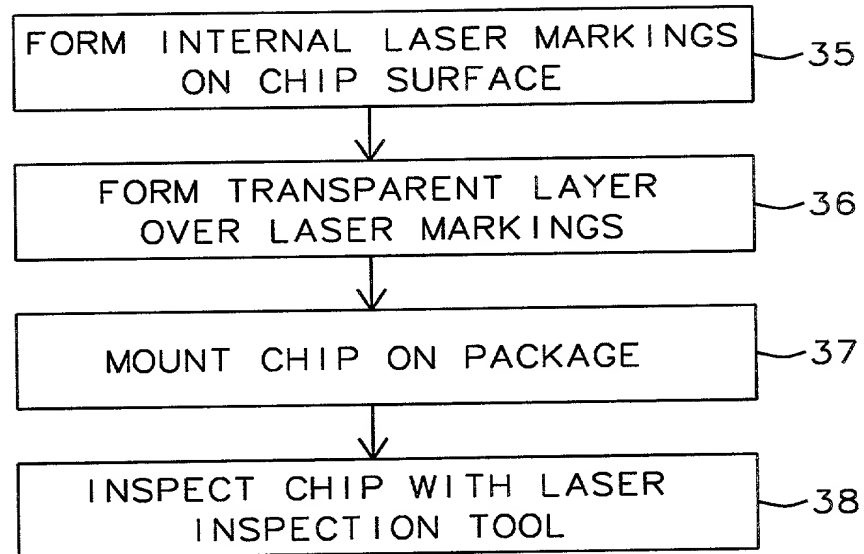 FORM INTERNAL LASER MARKINGS
ON CHIP SURFACE
35
FORM TRANSPARENT LAYER
OVER LASER MARKINGS
36
MOUNT CHIP ON PACKAGE
37
INSPECT CHIP WITH LASER
INSPECTION TOOL
38